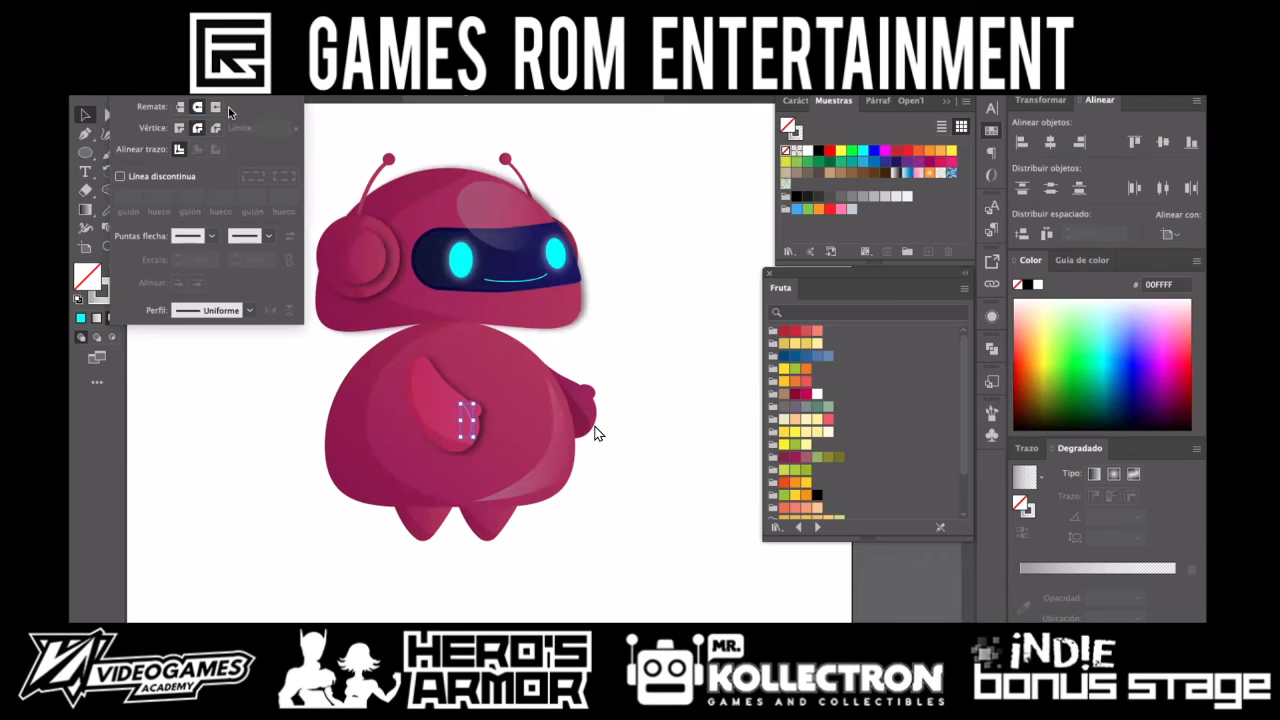 GAMES ROM ENTERTAINMENT
Remate:
Vértice:
Límite:
Alinear trazo:
Línea discontinua
guión hueco guión hueco guión hueco
Puntas flecha:
Escala:
Alinear:
Perfil: Uniforme
Caráct Muestras Párraf OpenT
Fruta
Transformar Alinear
Alinear objetos:
Distribuir objetos:
Distribuir espaciado: Alinear con:
Color Guía de color
# 00FFFF
Trazo Degradado
Tipo:
Trazo:
Opacidad:
Ubicación:
VIDEOGAMES
ACADEMY
HERO'S
ARMOR
MR.
KOLLECTRON
GAMES AND COLLECTIBLES
INDIE
BONUS STAGE